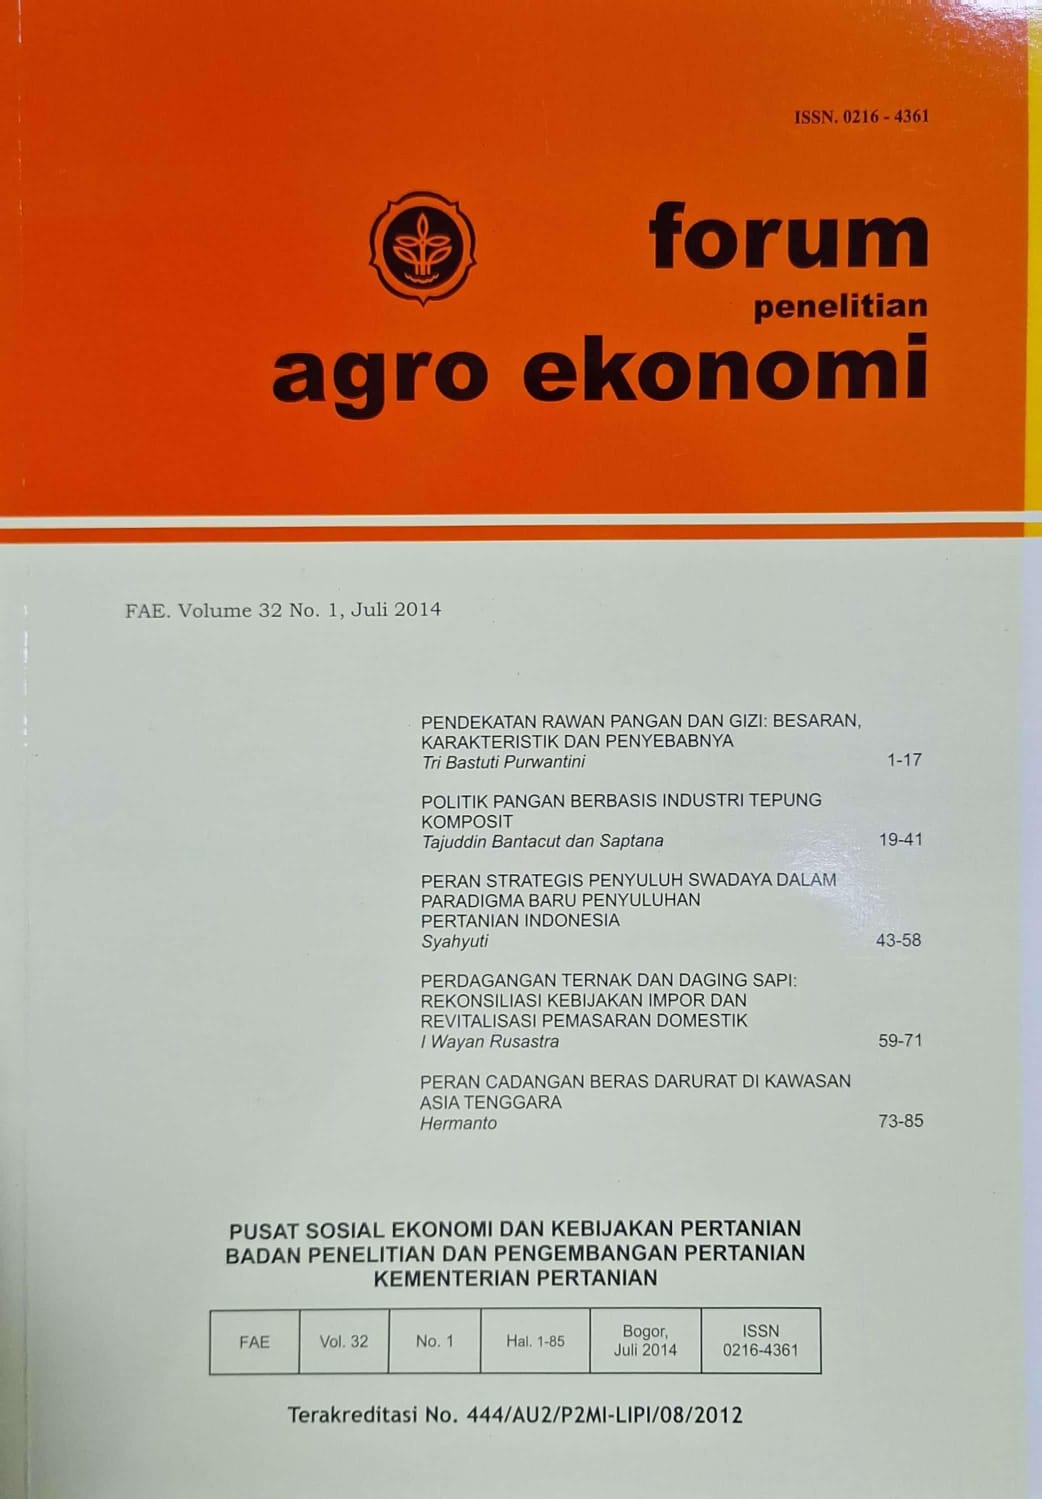 ISSN. 0216 - 4361
forum
penelitian
agro ekonomi
FAE. Volume 32 No. 1, Juli 2014
PENDEKATAN RAWAN PANGAN DAN GIZI: BESARAN,
KARAKTERISTIK DAN PENYEBABNYA
Tri Bastuti Purwantini 1-17
POLITIK PANGAN BERBASIS INDUSTRI TEPUNG
KOMPOSIT
Tajuddin Bantacut dan Saptana 19-41
PERAN STRATEGIS PENYULUH SWADAYA DALAM
PARADIGMA BARU PENYULUHAN
PERTANIAN INDONESIA
Syahyuti 43-58
PERDAGANGAN TERNAK DAN DAGING SAPI:
REKONSILIASI KEBIJAKAN IMPOR DAN
REVITALISASI PEMASARAN DOMESTIK
I Wayan Rusastra 59-71
PERAN CADANGAN BERAS DARURAT DI KAWASAN
ASIA TENGGARA
Hermanto 73-85
PUSAT SOSIAL EKONOMI DAN KEBIJAKAN PERTANIAN
BADAN PENELITIAN DAN PENGEMBANGAN PERTANIAN
KEMENTERIAN PERTANIAN
FAE Vol. 32 No. 1 Hal. 1-85 Bogor, Juli 2014 ISSN 0216-4361
Terakreditasi No. 444/AU2/P2MI-LIPI/08/2012